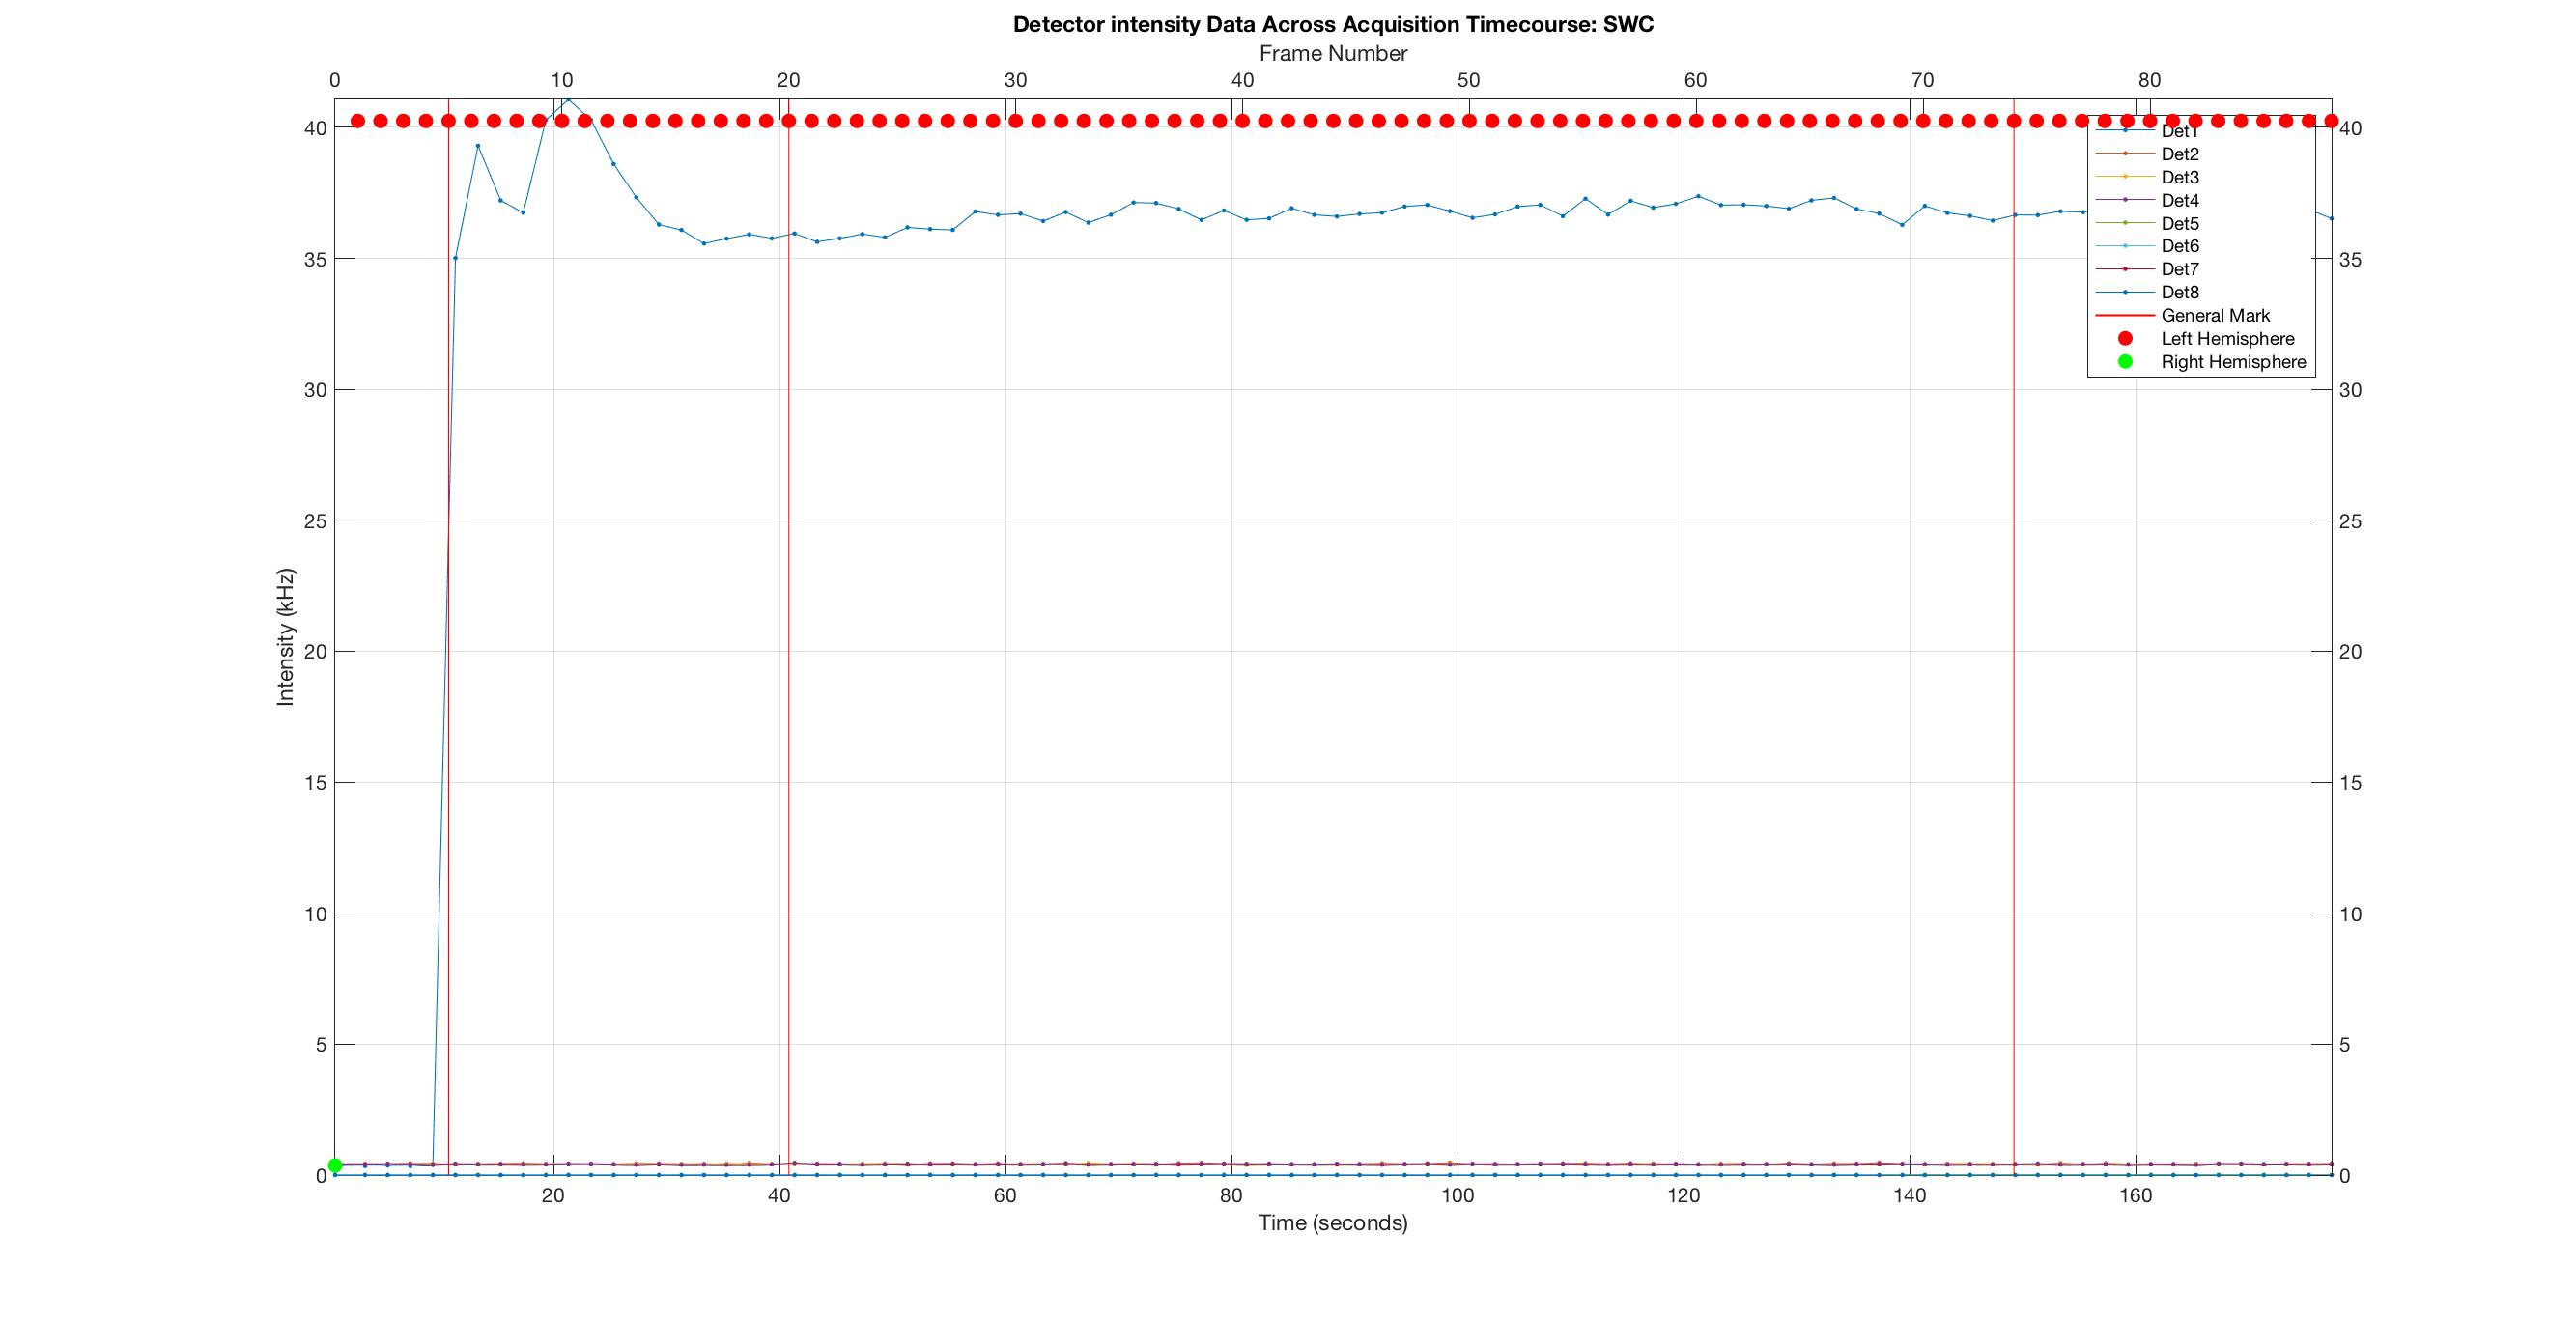 Detector intensity Data Across Acquisition Timecourse: SWC
Frame Number
0 10 20 30 40 50 60 70 80
40
35
30
25
20
15
10
5
0
Intensity (kHz)
Det1
Det2
Det3
Det4
Det5
Det6
Det7
Det8
General Mark
Left Hemisphere
Right Hemisphere
40
35
30
25
20
15
10
5
0
20 40 60 80 100 120 140 160
Time (seconds)